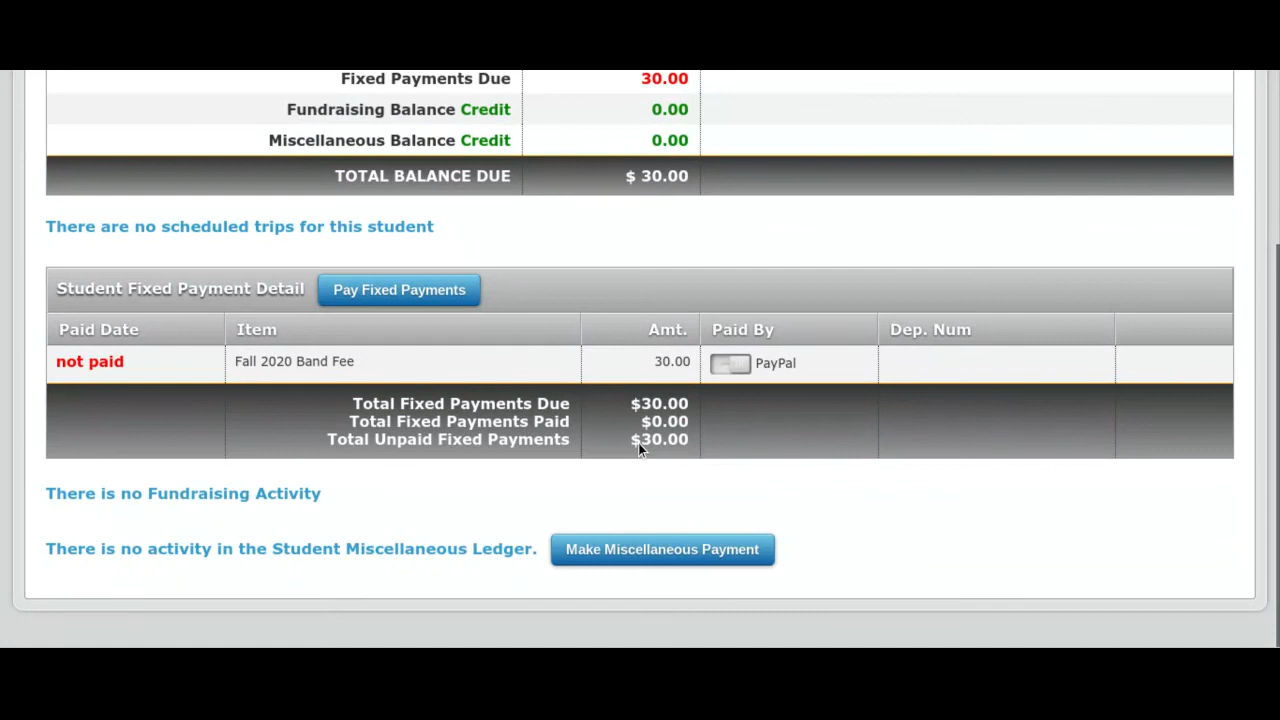 Fixed Payments Due 30.00
Fundraising Balance Credit 0.00
Miscellaneous Balance Credit 0.00
TOTAL BALANCE DUE $ 30.00
There are no scheduled trips for this student
Student Fixed Payment Detail Pay Fixed Payments
Paid Date Item Amt. Paid By Dep. Num
not paid Fall 2020 Band Fee 30.00 PayPal
Total Fixed Payments Due $30.00
Total Fixed Payments Paid $0.00
Total Unpaid Fixed Payments $30.00
There is no Fundraising Activity
There is no activity in the Student Miscellaneous Ledger. Make Miscellaneous Payment